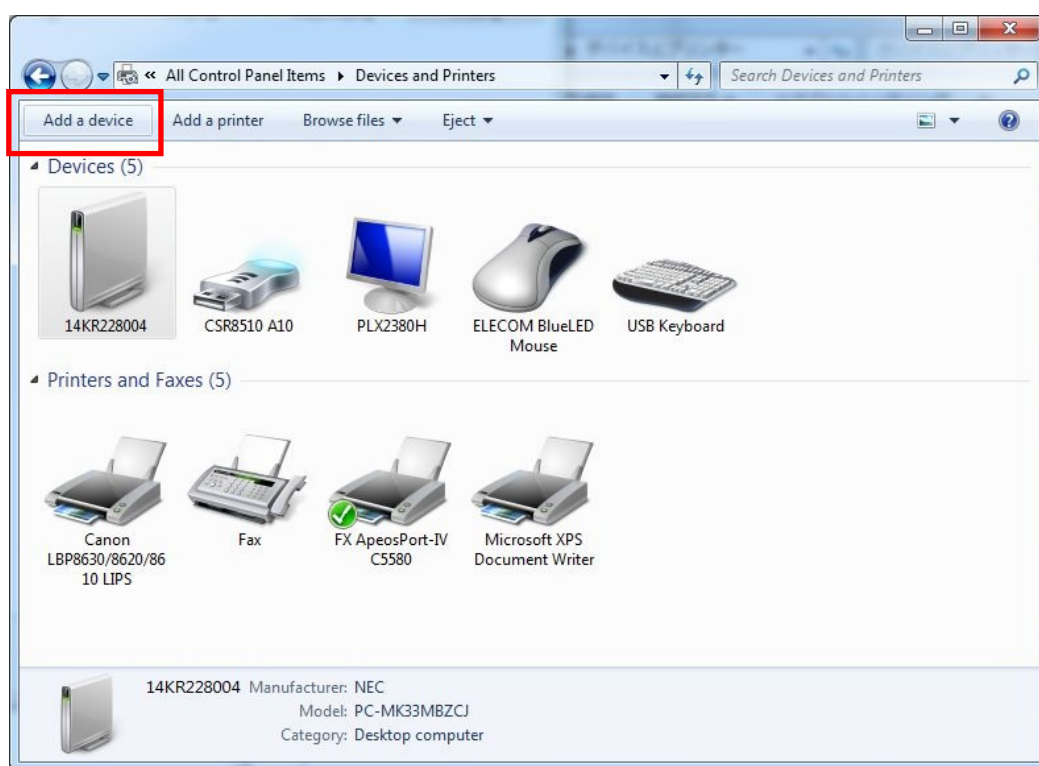 « All Control Panel Items ▸ Devices and Printers
Search Devices and Printers
Add a device Add a printer Browse files Eject
Devices (5)
14KR228004 CSR8510 A10 PLX2380H ELECOM BlueLED USB Keyboard
Mouse
Printers and Faxes (5)
Canon Fax FX ApeosPort-IV Microsoft XPS
LBP8630/8620/86 C5580 Document Writer
10 LIPS
14KR228004 Manufacturer: NEC
Model: PC-MK33MBZCJ
Category: Desktop computer